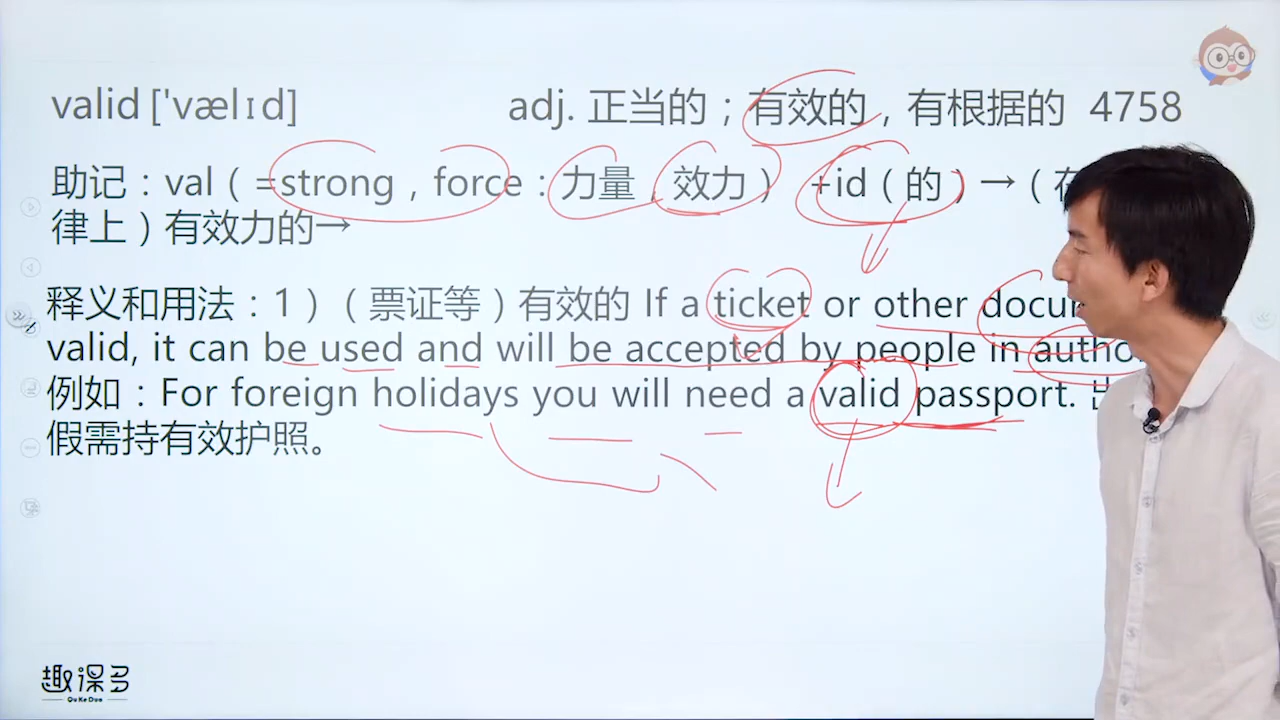 valid ['vælɪd] adj. 正当的；有效的，有根据的 4758
助记：val（=strong，force：力量，效力） +id（的）→（在
律上）有效力的→
释义和用法：1）（票证等）有效的 If a ticket or other
valid, it can be used and will be accepted by people in
例如：For foreign holidays you will need a valid passport.
假需持有效护照。
趣课多
QuKeDuo